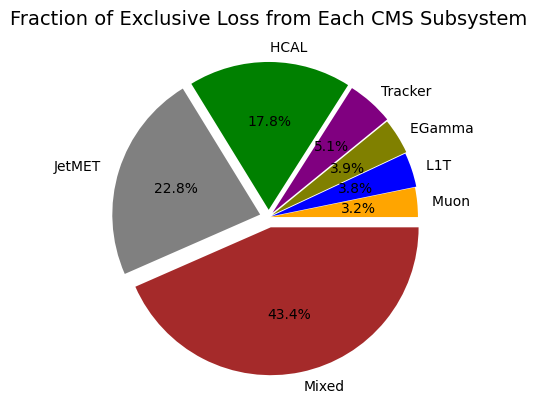 Fraction of Exclusive Loss from Each CMS Subsystem
HCAL
Tracker
17.8%
EGamma
5.1%
JetMET
3.9%
L1T
22.8%
3.8%
Muon
3.2%
43.4%
Mixed